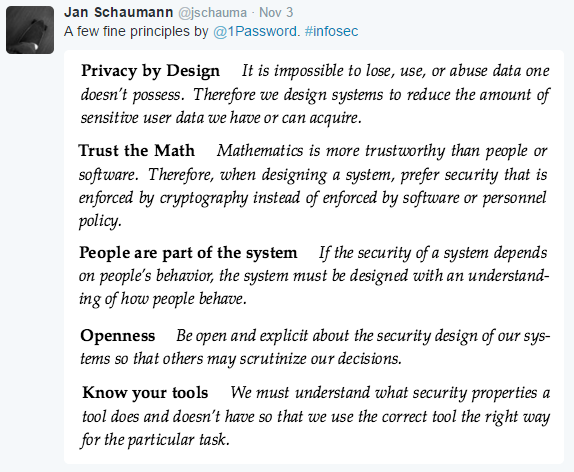 Jan Schaumann @jschauma · Nov 3
A few fine principles by @1Password. #infosec
Privacy by Design It is impossible to lose, use, or abuse data one
doesn't possess. Therefore we design systems to reduce the amount of
sensitive user data we have or can acquire.
Trust the Math Mathematics is more trustworthy than people or
software. Therefore, when designing a system, prefer security that is
enforced by cryptography instead of enforced by software or personnel
policy.
People are part of the system If the security of a system depends
on people's behavior, the system must be designed with an understand-
ing of how people behave.
Openness Be open and explicit about the security design of our sys-
tems so that others may scrutinize our decisions.
Know your tools We must understand what security properties a
tool does and doesn't have so that we use the correct tool the right way
for the particular task.